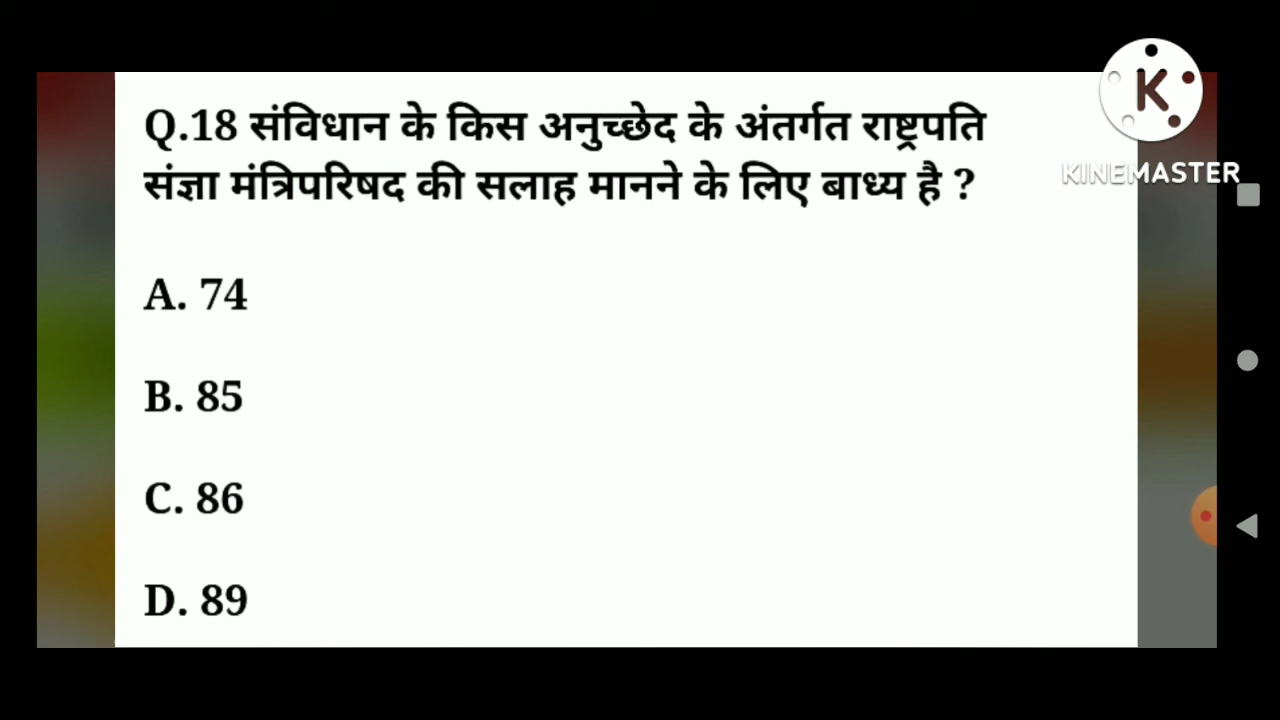 Q.18 संविधान के किस अनुच्छेद के अंतर्गत राष्ट्रपति
संज्ञा मंत्रिपरिषद की सलाह मानने के लिए बाध्य है ?
A. 74
B. 85
C. 86
D. 89
K
KINEMASTER